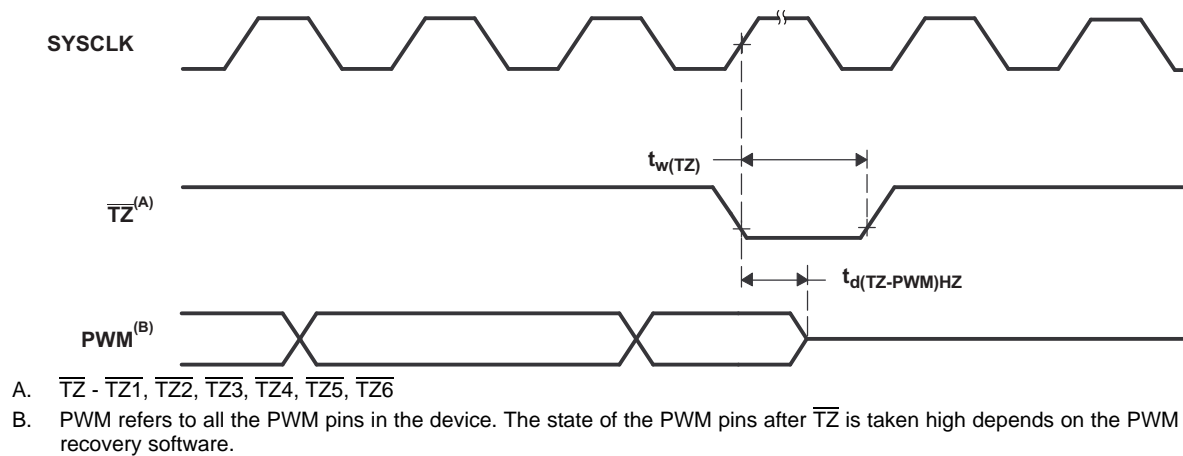 SYSCLK
tw(TZ)
TZ(A)
td(TZ-PWM)HZ
PWM(B)
A. TZ - TZ1, TZ2, TZ3, TZ4, TZ5, TZ6
B. PWM refers to all the PWM pins in the device. The state of the PWM pins after TZ is taken high depends on the PWM
recovery software.